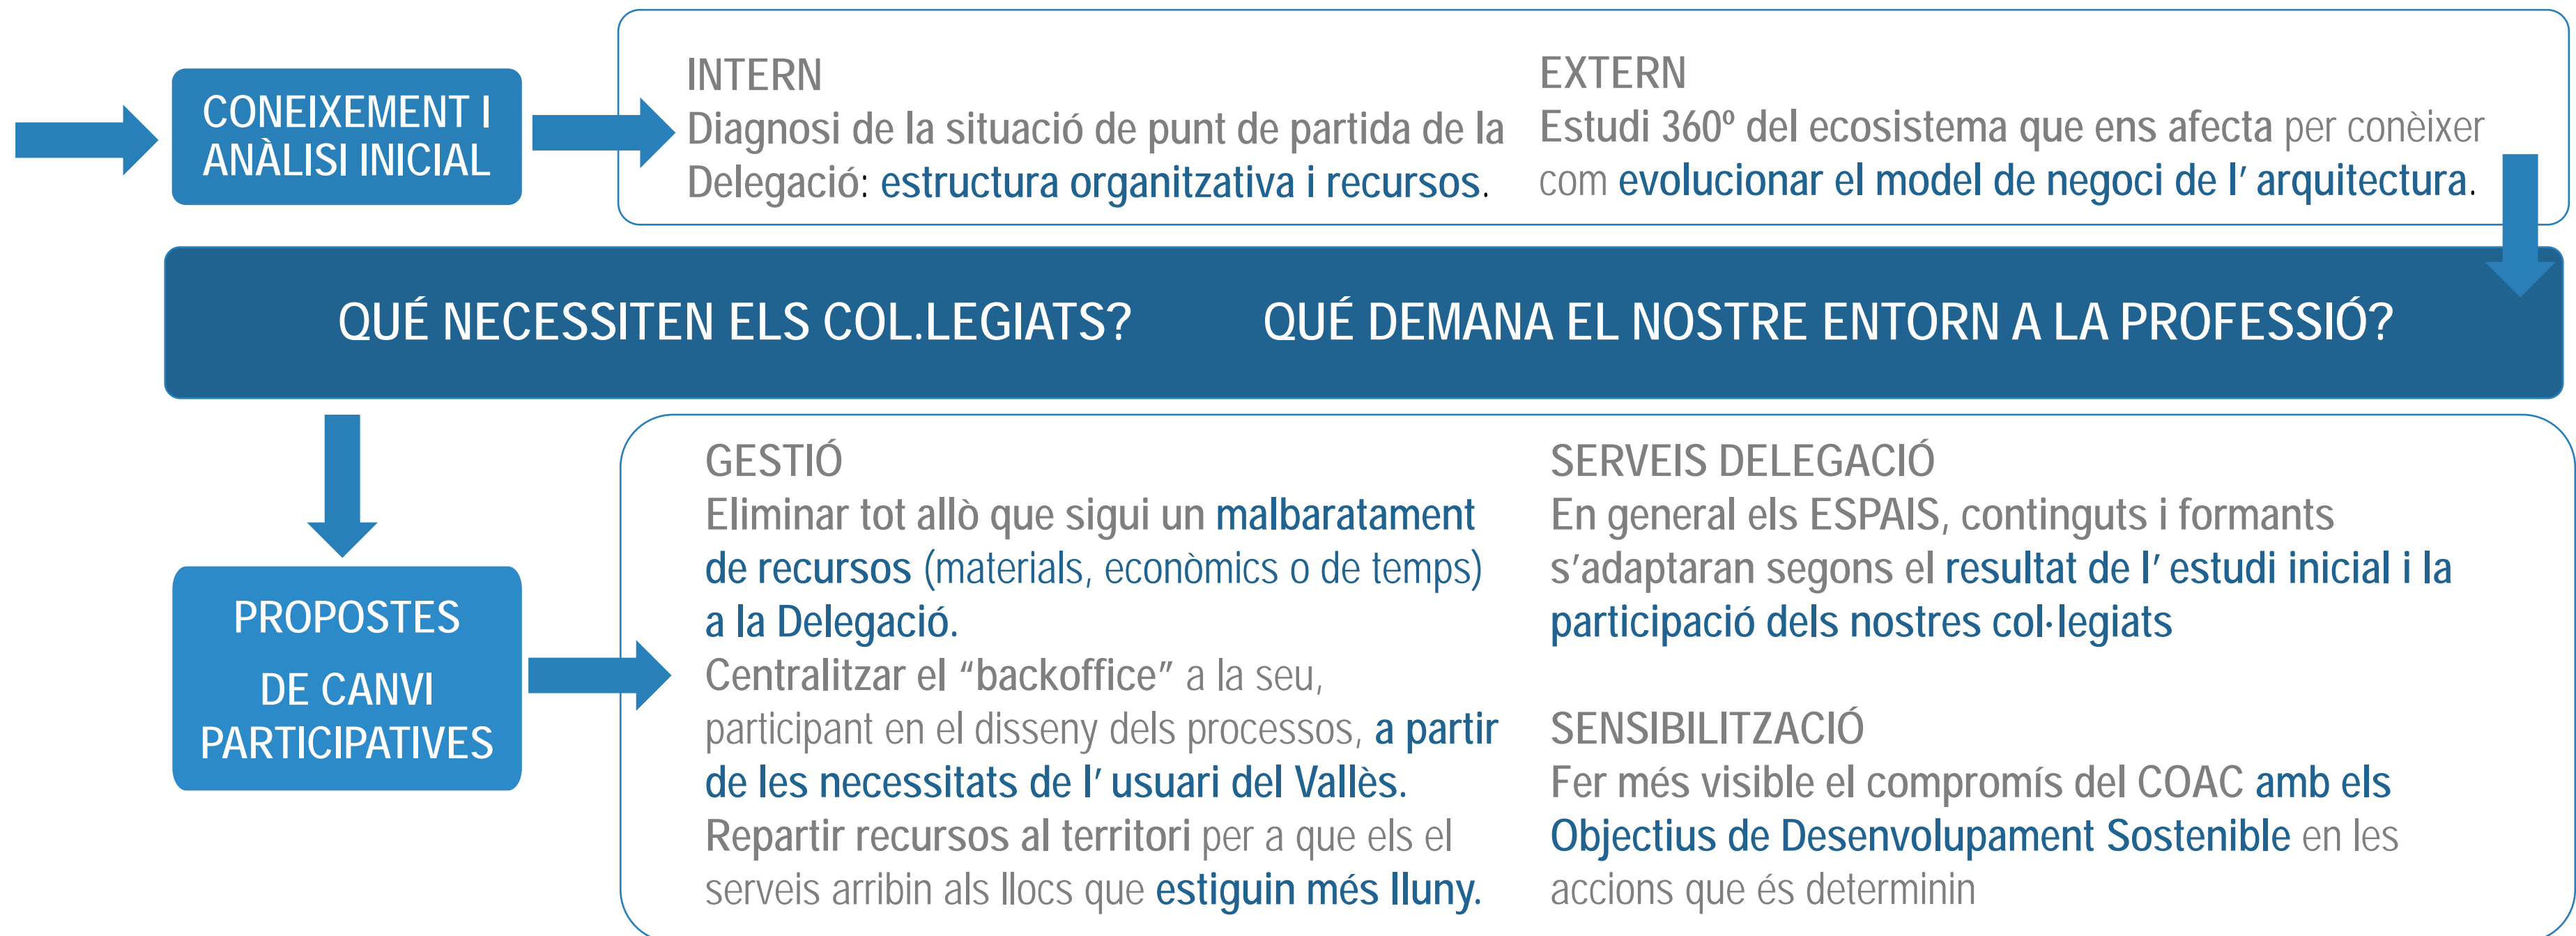 CONEIXEMENT I
ANÀLISI INICIAL
INTERN
Diagnosi de la situació de punt de partida de la
Delegació: estructura organitzativa i recursos.
EXTERN
Estudi 360º del ecosistema que ens afecta per conèixer
com evolucionar el model de negoci de l’ arquitectura.
QUÉ NECESSITEN ELS COL.LEGIATS?
QUÉ DEMANA EL NOSTRE ENTORN A LA PROFESSIÓ?
PROPOSTES
DE CANVI
PARTICIPATIVES
GESTIÓ
Eliminar tot allò que sigui un malbaratament
de recursos (materials, econòmics o de temps)
a la Delegació.
Centralitzar el “backoffice” a la seu,
participant en el disseny dels processos, a partir
de les necessitats de l’ usuari del Vallès.
Repartir recursos al territori per a que els el
serveis arribin als llocs que estiguin més lluny.
SERVEIS DELEGACIÓ
En general els ESPAIS, continguts i formants
s’adaptaran segons el resultat de l’ estudi inicial i la
participació dels nostres col·legiats
SENSIBILITZACIÓ
Fer més visible el compromís del COAC amb els
Objectius de Desenvolupament Sostenible en les
accions que és determinin